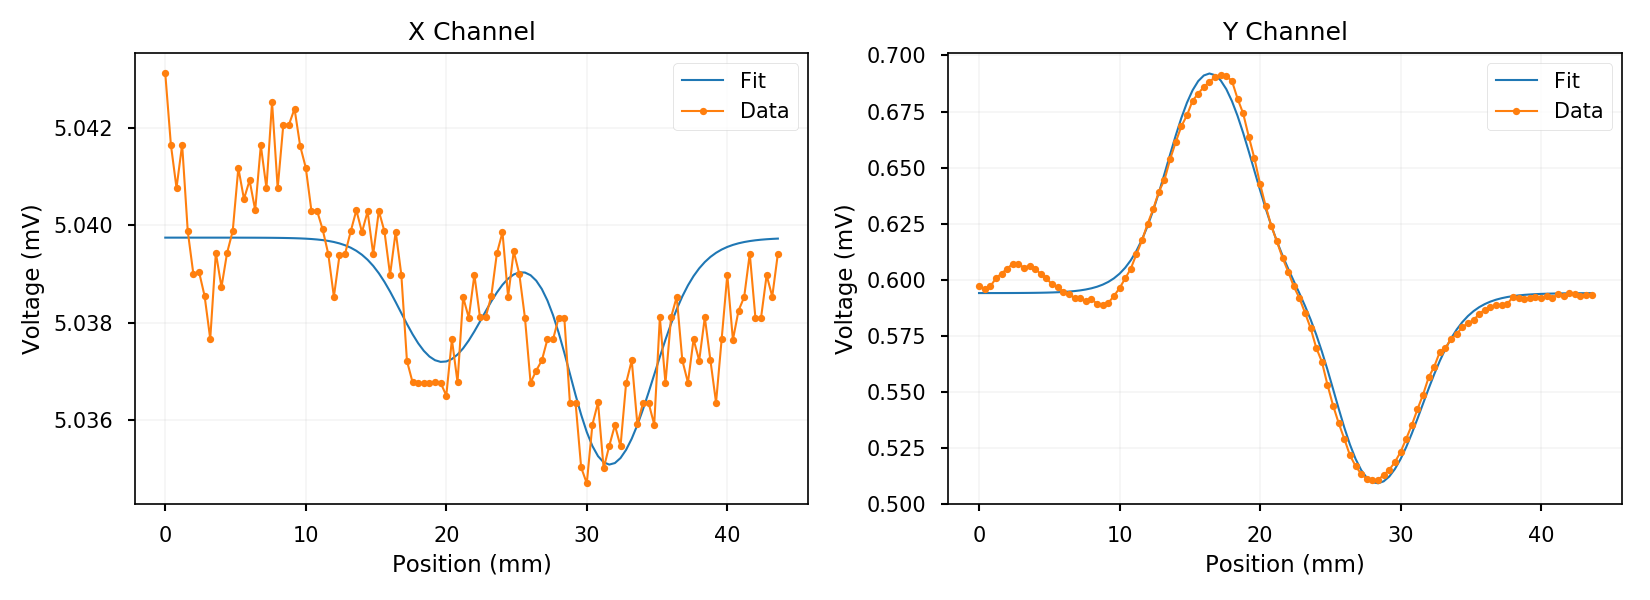 X Channel
Voltage (mV)
5.042
5.040
5.038
5.036
Fit
Data
0
10
20
30
40
Position (mm)
Y Channel
Voltage (mV)
0.700
0.675
0.650
0.625
0.600
0.575
0.550
0.525
0.500
Fit
Data
0
10
20
30
40
Position (mm)